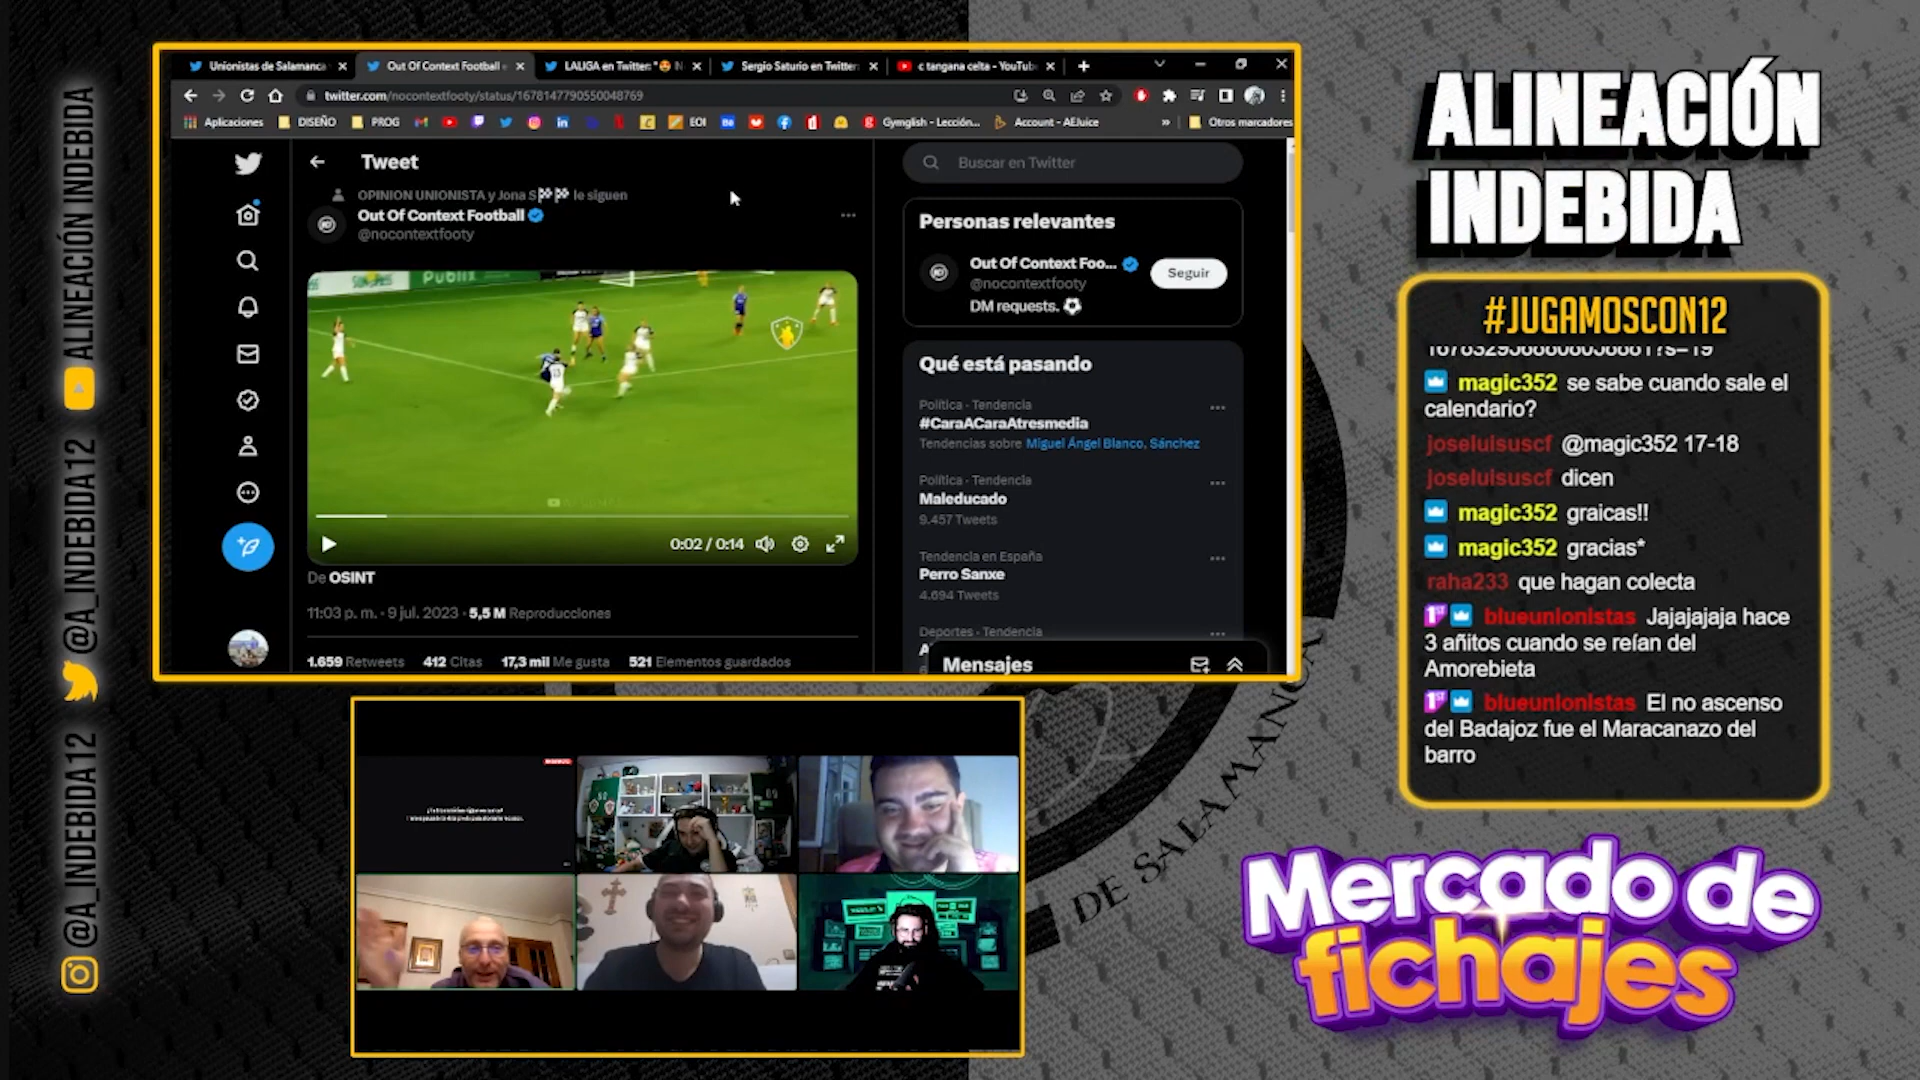 Unionistas de Salamanca
Out Of Context Football e
LALIGA en Twitter: "
Sergio Saturio en Twitter:
c tangana celta - YouTub
twitter.com/nocontextfooty/status/1678147790550048769
Aplicaciones
DISEÑO
PROG
EOI
Gymglish - Lección...
Account - AEJuice
»
Otros marcadores
Tweet
OPINION UNIONISTA y Jona S le siguen
Out Of Context Football
@nocontextfooty
Publix
0:02 / 0:14
De OSINT
11:03 p. m. · 9 jul. 2023 · 5,5 M Reproducciones
1.659 Retweets 412 Citas 17,3 mil Me gusta 521 Elementos guardados
Buscar en Twitter
Personas relevantes
Out Of Context Foo...
@nocontextfooty
DM requests.
Seguir
Qué está pasando
Política · Tendencia
#CaraACaraAtresmedia
Tendencias sobre Miguel Ángel Blanco, Sánchez
Política · Tendencia
Maleducado
9.457 Tweets
Tendencia en España
Perro Sanxe
4.694 Tweets
Deportes · Tendencia
Mensajes
ALINEACIÓN
INDEBIDA
#JUGAMOSCON12
magic352 se sabe cuando sale el
calendario?
joseluisuscf @magic352 17-18
joseluisuscf dicen
magic352 graicas!!
magic352 gracias*
raha233 que hagan colecta
blueunionistas Jajajajaja hace
3 añitos cuando se reían del
Amorebieta
blueunionistas El no ascenso
del Badajoz fue el Maracanazo del
barro
Mercado de
fichajes
DE SALAMANCA
ALINEACIÓN INDEBIDA
@A_INDEBIDA12
@A_INDEBIDA12